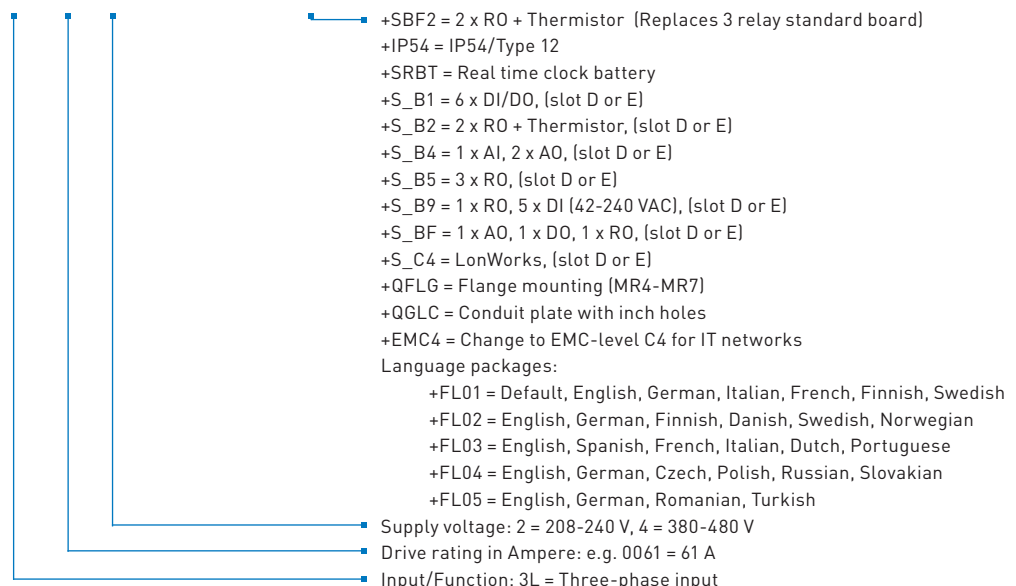 +SBF2 = 2 x RO + Thermistor (Replaces 3 relay standard board)
+IP54 = IP54/Type 12
+SRBT = Real time clock battery
+S_B1 = 6 x DI/DO, (slot D or E)
+S_B2 = 2 x RO + Thermistor, (slot D or E)
+S_B4 = 1 x AI, 2 x AO, (slot D or E)
+S_B5 = 3 x RO, (slot D or E)
+S_B9 = 1 x RO, 5 x DI (42-240 VAC), (slot D or E)
+S_BF = 1 x AO, 1 x DO, 1 x RO, (slot D or E)
+S_C4 = LonWorks, (slot D or E)
+QFLG = Flange mounting (MR4-MR7)
+QGLC = Conduit plate with inch holes
+EMC4 = Change to EMC-level C4 for IT networks
Language packages:
+FL01 = Default, English, German, Italian, French, Finnish, Swedish
+FL02 = English, German, Finnish, Danish, Swedish, Norwegian
+FL03 = English, Spanish, French, Italian, Dutch, Portuguese
+FL04 = English, German, Czech, Polish, Russian, Slovakian
+FL05 = English, German, Romanian, Turkish
Supply voltage: 2 = 208-240 V, 4 = 380-480 V
Drive rating in Ampere: e.g. 0061 = 61 A
Input/Function: 3L = Three-phase input